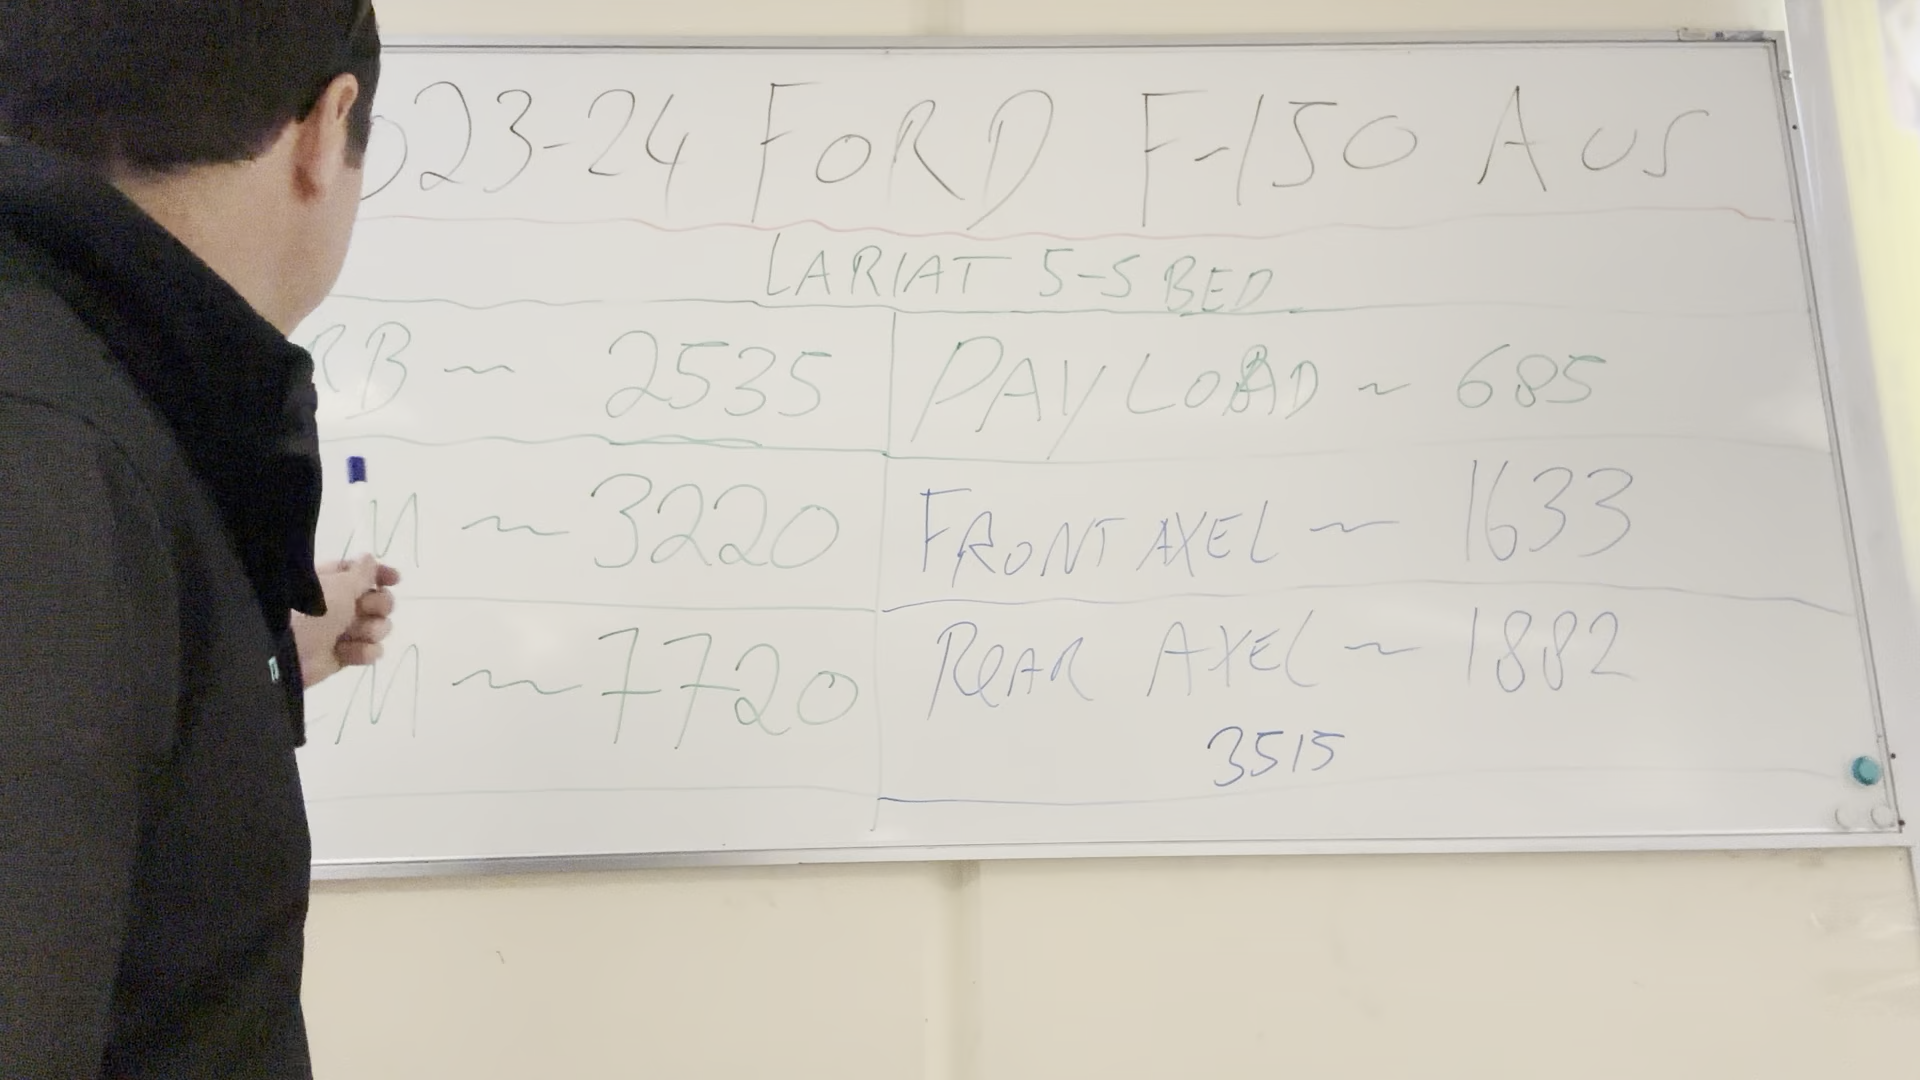 023-24 FORD F-150 AUS
LARIAT 5-5 BED
RB ~ 2535 PAYLOAD ~ 685
M ~ 3220 FRONT AXEL ~ 1633
M ~ 7720 REAR AXEL ~ 1882
3515